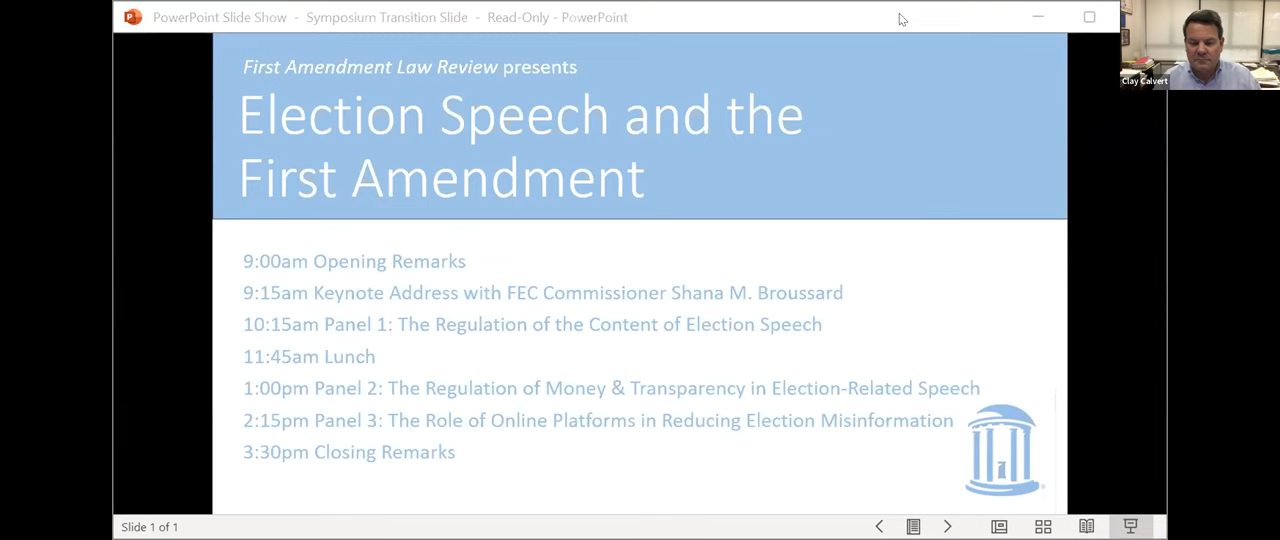 PowerPoint Slide Show - Symposium Transition Slide - Read-Only - PowerPoint
Clay Calvert
First Amendment Law Review presents
Election Speech and the
First Amendment
9:00am Opening Remarks
9:15am Keynote Address with FEC Commissioner Shana M. Broussard
10:15am Panel 1: The Regulation of the Content of Election Speech
11:45am Lunch
1:00pm Panel 2: The Regulation of Money & Transparency in Election-Related Speech
2:15pm Panel 3: The Role of Online Platforms in Reducing Election Misinformation
3:30pm Closing Remarks
Slide 1 of 1